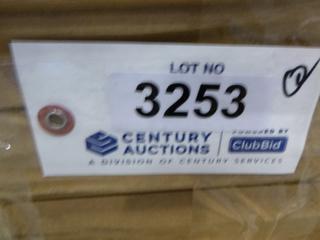 LOT NO
3253
CENTURY AUCTIONS
POWERED BY
ClubBid
A DIVISION OF CENTURY SERVICES